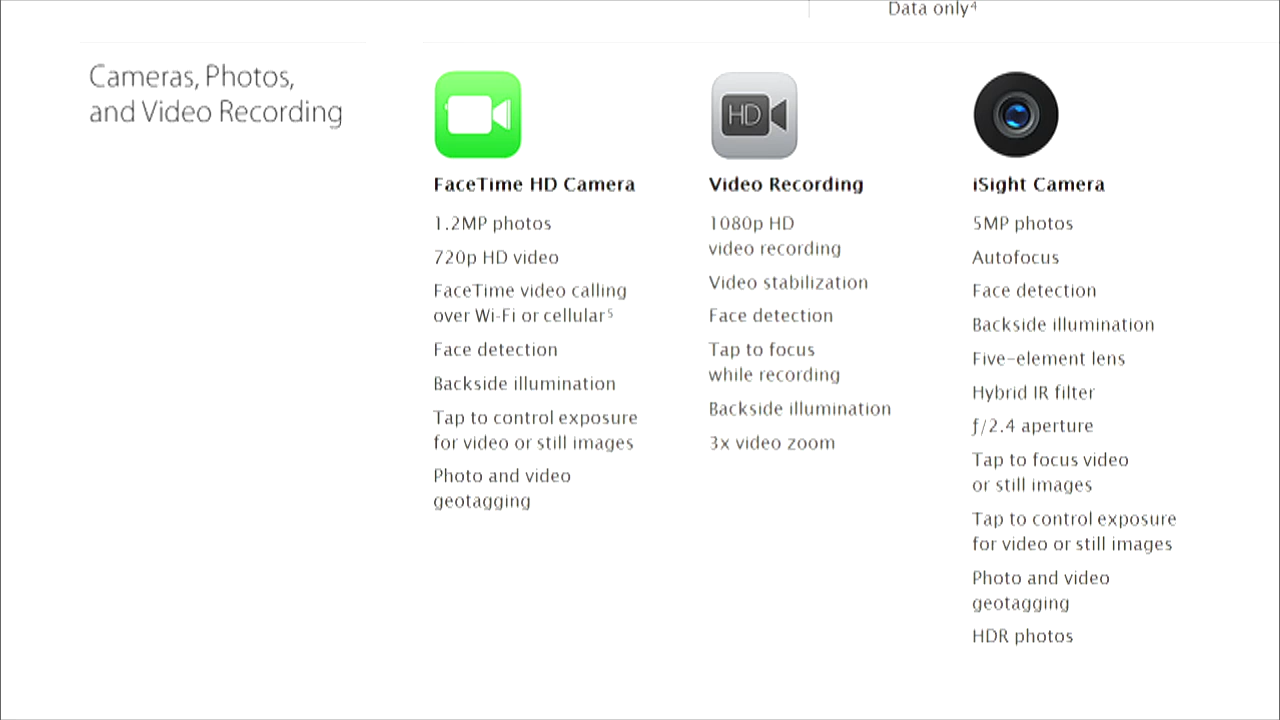 Data only⁴
Cameras, Photos,
and Video Recording
HD
FaceTime HD Camera
1.2MP photos
720p HD video
FaceTime video calling
over Wi-Fi or cellular⁵
Face detection
Backside illumination
Tap to control exposure
for video or still images
Photo and video
geotagging
Video Recording
1080p HD
video recording
Video stabilization
Face detection
Tap to focus
while recording
Backside illumination
3x video zoom
iSight Camera
5MP photos
Autofocus
Face detection
Backside illumination
Five-element lens
Hybrid IR filter
ƒ/2.4 aperture
Tap to focus video
or still images
Tap to control exposure
for video or still images
Photo and video
geotagging
HDR photos